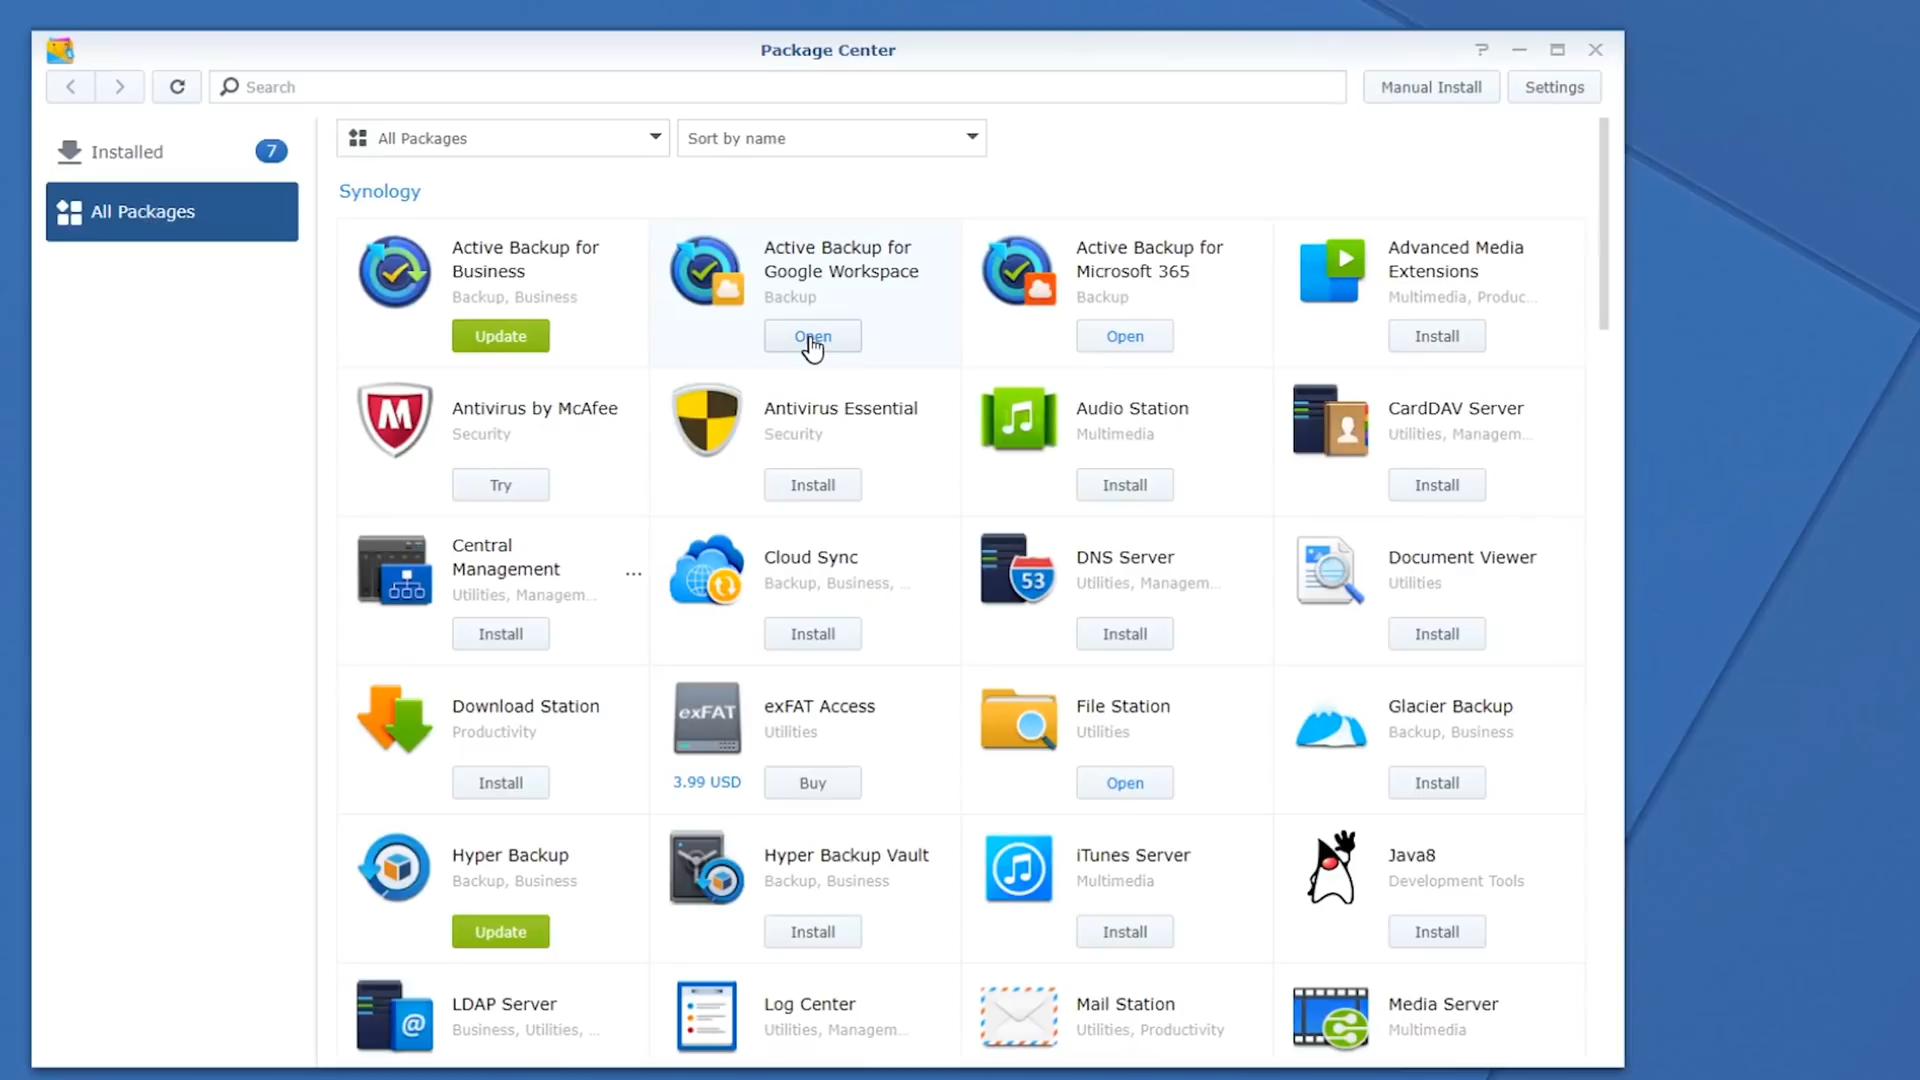 Package Center
Search
Manual Install
Settings
Installed
7
All Packages
All Packages
Sort by name
Synology
Active Backup for
Business
Backup, Business
Update
Active Backup for
Google Workspace
Backup
Open
Active Backup for
Microsoft 365
Backup
Open
Advanced Media
Extensions
Multimedia, Produc...
Install
Antivirus by McAfee
Security
Try
Antivirus Essential
Security
Install
Audio Station
Multimedia
Install
CardDAV Server
Utilities, Managem...
Install
Central
Management
...
Utilities, Managem...
Install
Cloud Sync
Backup, Business, ...
Install
53
DNS Server
Utilities, Managem...
Install
Document Viewer
Utilities
Install
Download Station
Productivity
Install
exFAT
exFAT Access
Utilities
3.99 USD
Buy
File Station
Utilities
Open
Glacier Backup
Backup, Business
Install
Hyper Backup
Backup, Business
Update
Hyper Backup Vault
Backup, Business
Install
iTunes Server
Multimedia
Install
Java8
Development Tools
Install
@
LDAP Server
Business, Utilities, ...
Log Center
Utilities, Managem...
Mail Station
Utilities, Productivity
Media Server
Multimedia